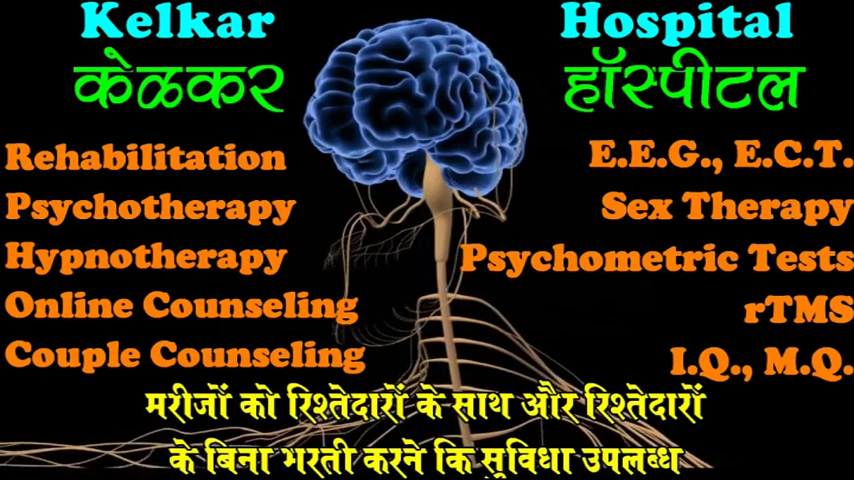 Kelkar Hospital
केळकर हॉस्पीटल
Rehabilitation
Psychotherapy
Hypnotherapy
Online Counseling
Couple Counseling
E.E.G., E.C.T.
Sex Therapy
Psychometric Tests
rTMS
I.Q., M.Q.
मरीजों को रिश्तेदारों के साथ और रिश्तेदारों
के बिना भरती करने कि सुविधा उपलब्ध